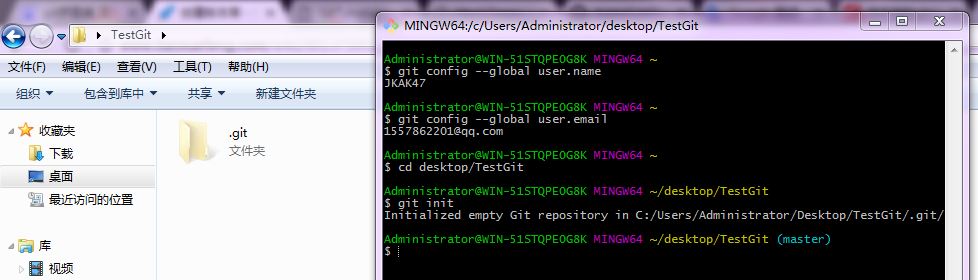 TestGit
文件(F) 编辑(E) 查看(V) 工具(T) 帮助(H)
组织 包含到库中 共享 新建文件夹
收藏夹
下载
桌面
最近访问的位置
库
视频
.git
文件夹
MINGW64:/c/Users/Administrator/desktop/TestGit
Administrator@WIN-51STQPEOG8K MINGW64 ~
$ git config --global user.name
JKAK47
Administrator@WIN-51STQPEOG8K MINGW64 ~
$ git config --global user.email
1557862201@qq.com
Administrator@WIN-51STQPEOG8K MINGW64 ~
$ cd desktop/TestGit
Administrator@WIN-51STQPEOG8K MINGW64 ~/desktop/TestGit
$ git init
Initialized empty Git repository in C:/Users/Administrator/Desktop/TestGit/.git/
Administrator@WIN-51STQPEOG8K MINGW64 ~/desktop/TestGit (master)
$